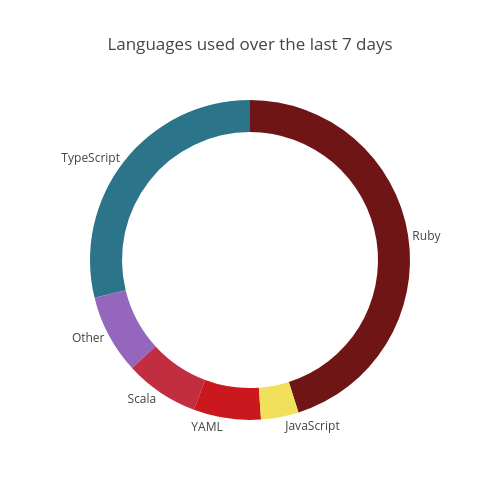 Languages used over the last 7 days
TypeScript
Ruby
Other
Scala
YAML
JavaScript